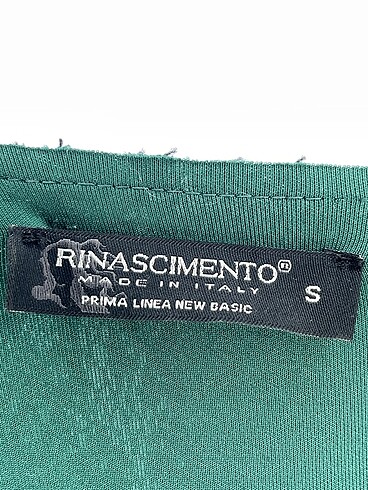 RINASCIMENTO®
MADE IN ITALY
S
PRIMA LINEA NEW BASIC